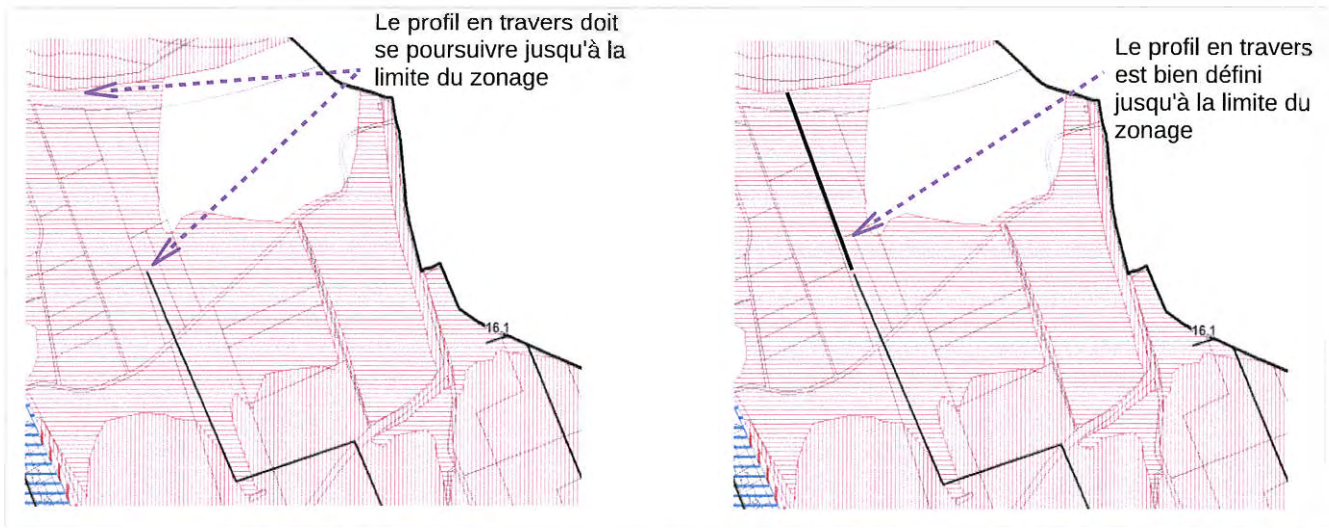 Le profil en travers doit
se poursuivre jusqu'à la
limite du zonage
16.1
Le profil en travers
est bien défini
jusqu'à la limite du
zonage
16.1